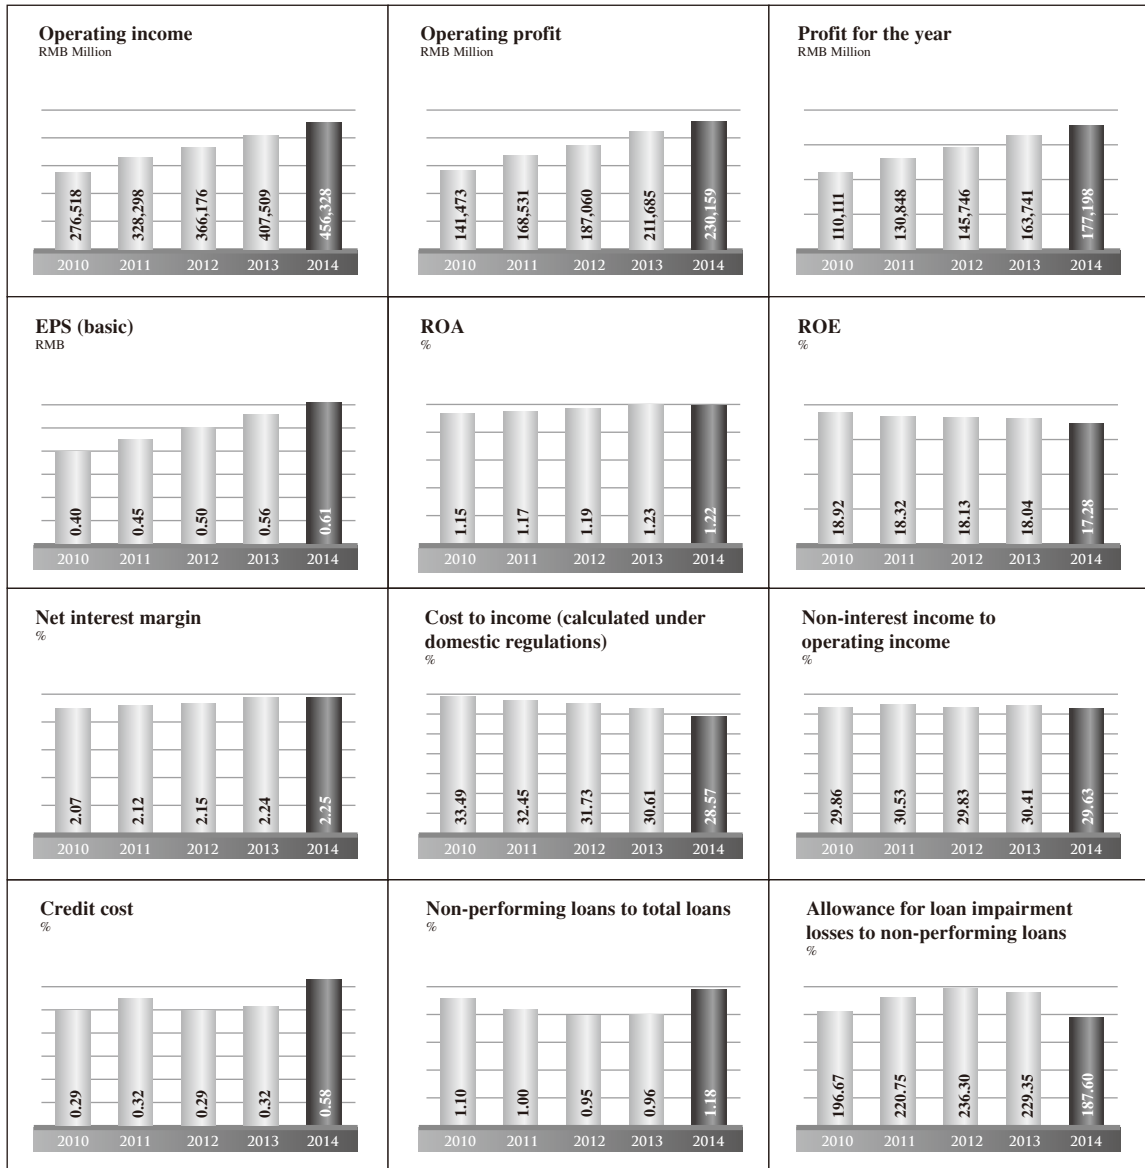 Operating income
RMB Million
276,518
328,298
366,176
407,509
456,328
2010 2011 2012 2013 2014
Operating profit
RMB Million
141,473
168,531
187,060
211,685
230,159
2010 2011 2012 2013 2014
Profit for the year
RMB Million
110,111
130,848
145,746
163,741
177,198
2010 2011 2012 2013 2014
EPS (basic)
RMB
0.40
0.45
0.50
0.56
0.61
2010 2011 2012 2013 2014
ROA
%
1.15
1.17
1.19
1.23
1.22
2010 2011 2012 2013 2014
ROE
%
18.92
18.32
18.13
18.04
17.28
2010 2011 2012 2013 2014
Net interest margin
%
2.07
2.12
2.15
2.24
2.25
2010 2011 2012 2013 2014
Cost to income (calculated under
domestic regulations)
%
33.49
32.45
31.73
30.61
28.57
2010 2011 2012 2013 2014
Non-interest income to
operating income
%
29.86
30.53
29.83
30.41
29.63
2010 2011 2012 2013 2014
Credit cost
%
0.29
0.32
0.29
0.32
0.58
2010 2011 2012 2013 2014
Non-performing loans to total loans
%
1.10
1.00
0.95
0.96
1.18
2010 2011 2012 2013 2014
Allowance for loan impairment
losses to non-performing loans
%
196.67
220.75
236.30
229.35
187.60
2010 2011 2012 2013 2014